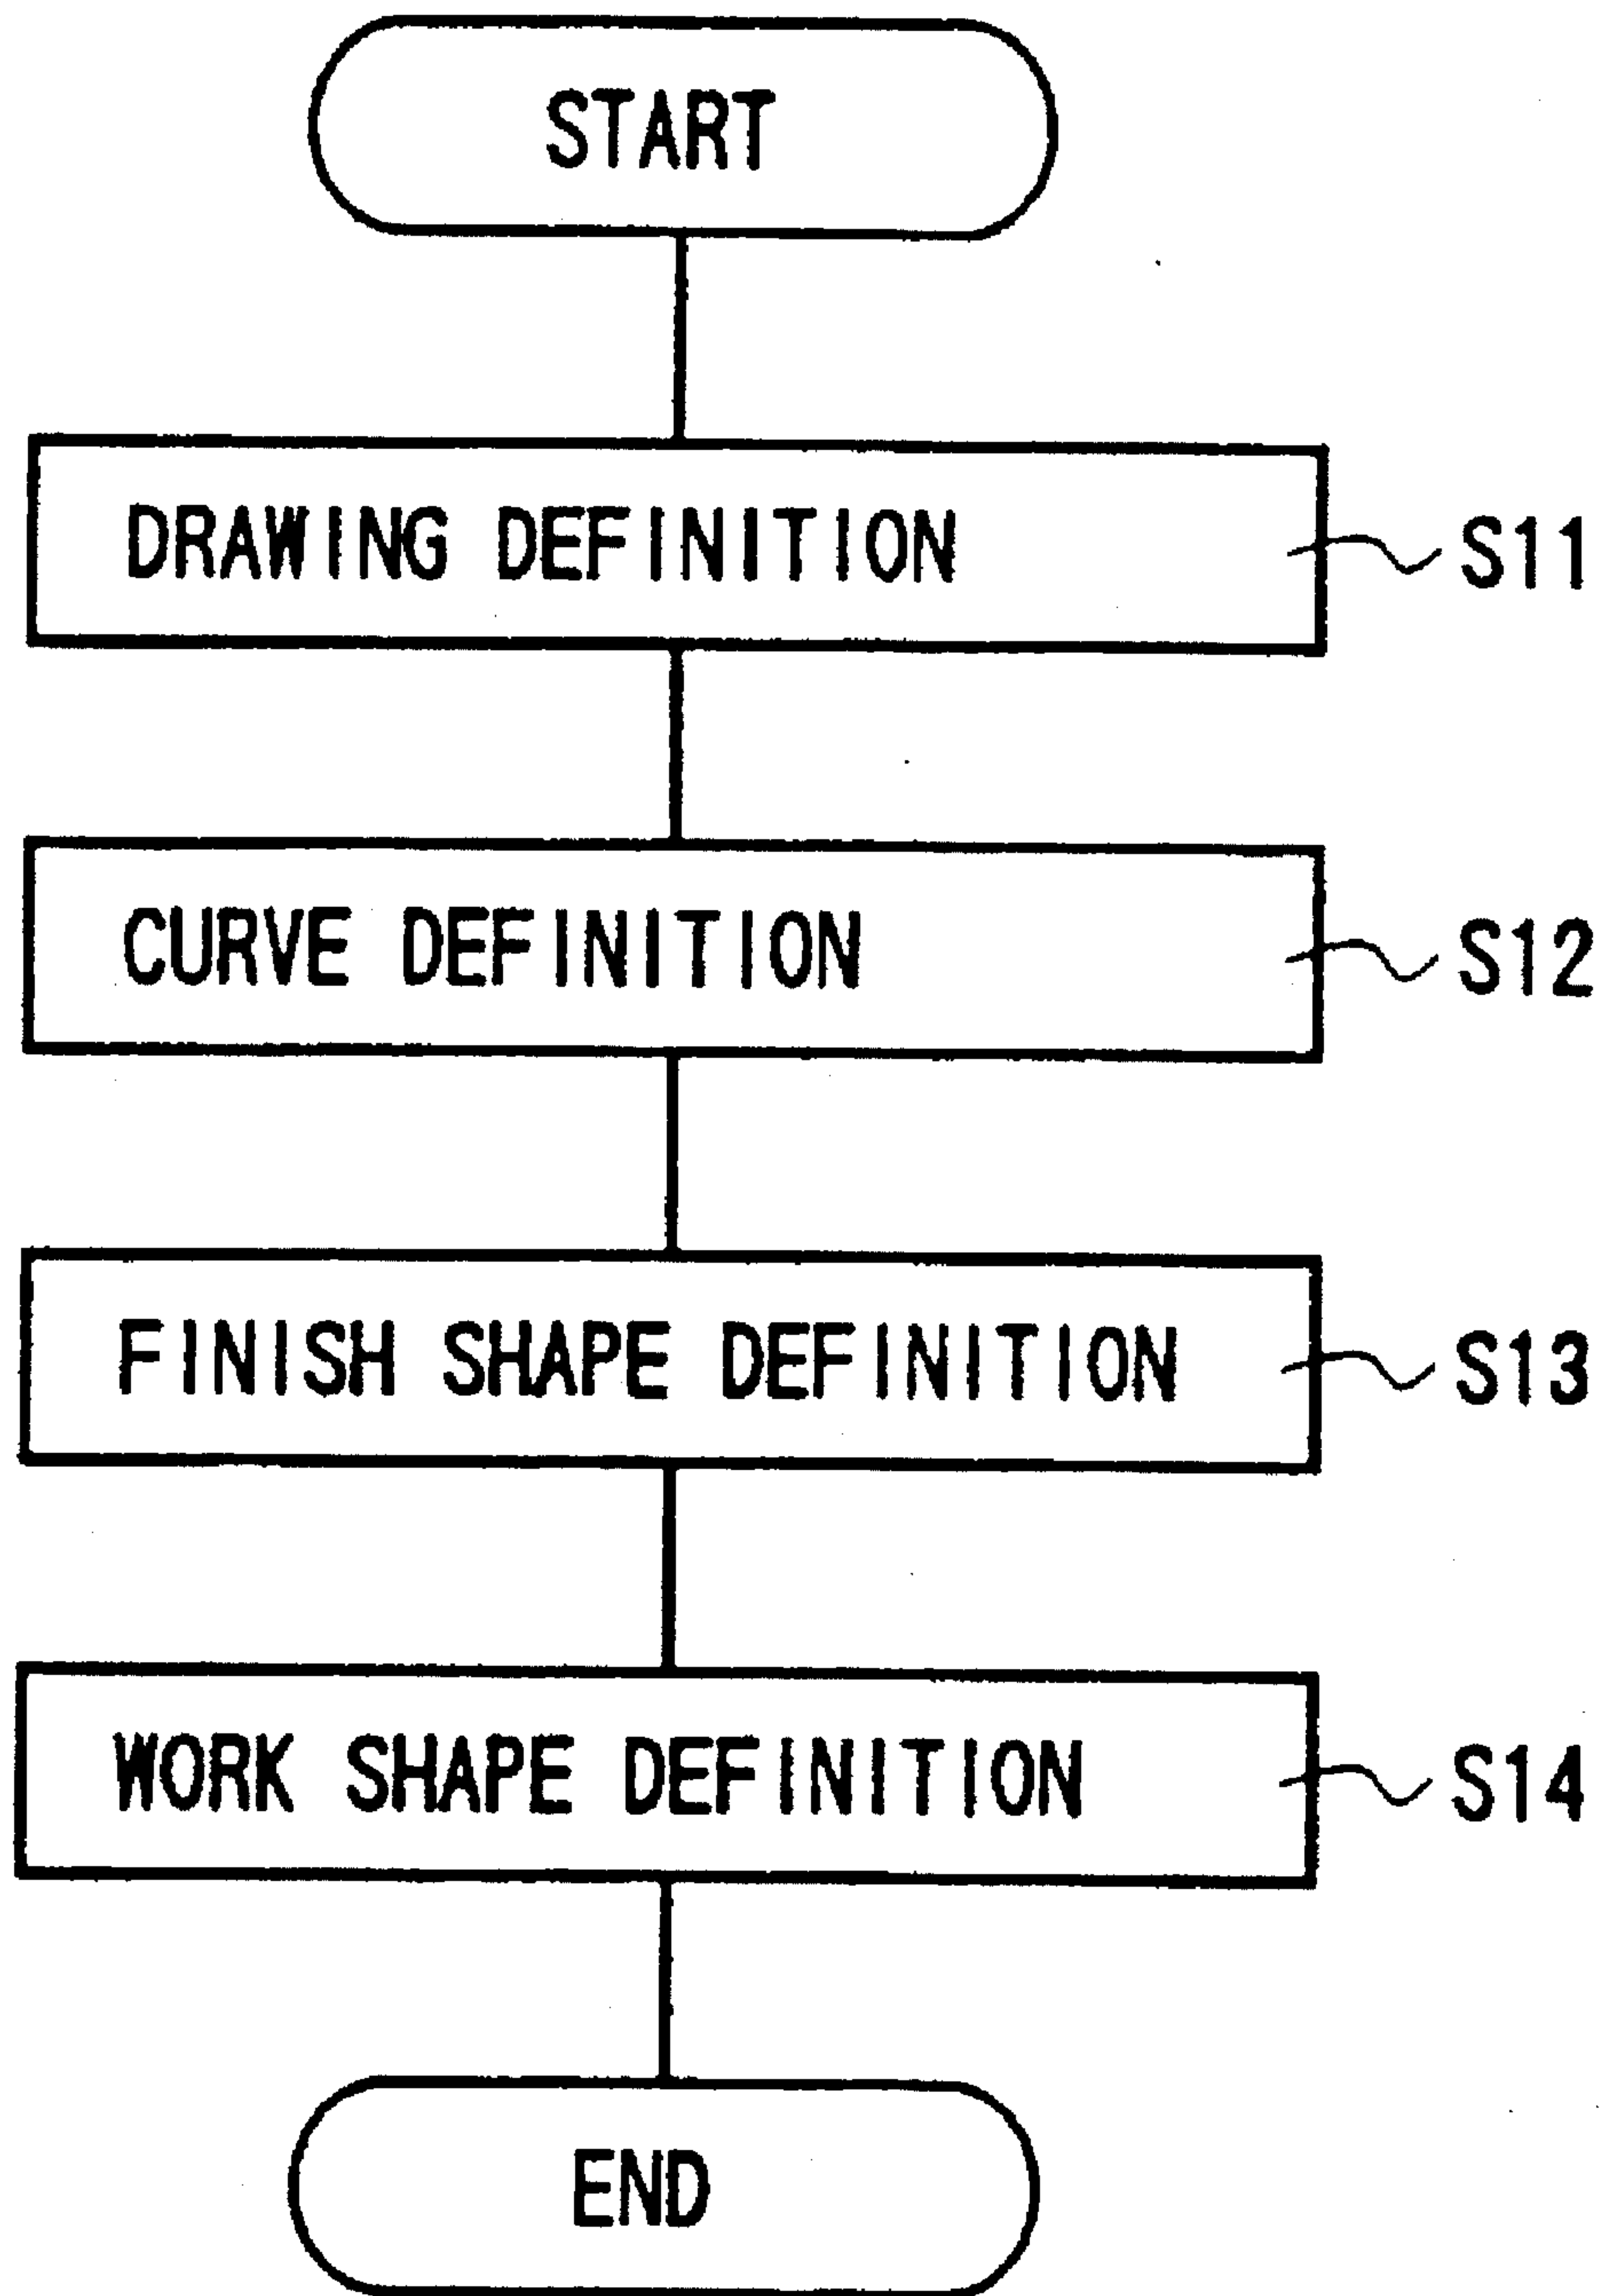 START
DRAWING DEFINITION S11
CURVE DEFINITION S12
FINISH SHAPE DEFINITION S13
WORK SHAPE DEFINITION S14
END